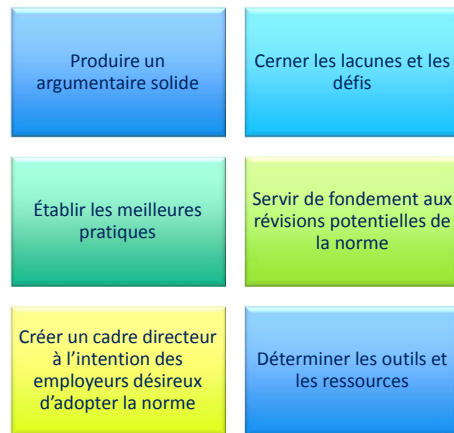 Produire un
argumentaire solide
Cerner les lacunes et les
défis
Établir les meilleures
pratiques
Servir de fondement aux
révisions potentielles de
la norme
Créer un cadre directeur
à l'intention des
employeurs désireux
d'adopter la norme
Déterminer les outils et
les ressources